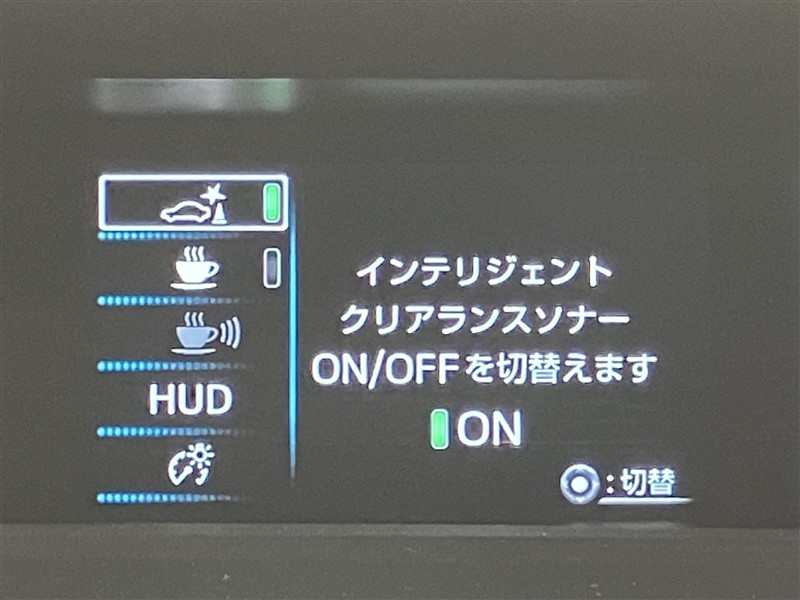 HUD
インテリジェント
クリアランスソナー
ON/OFFを切替えます
ON
:切替